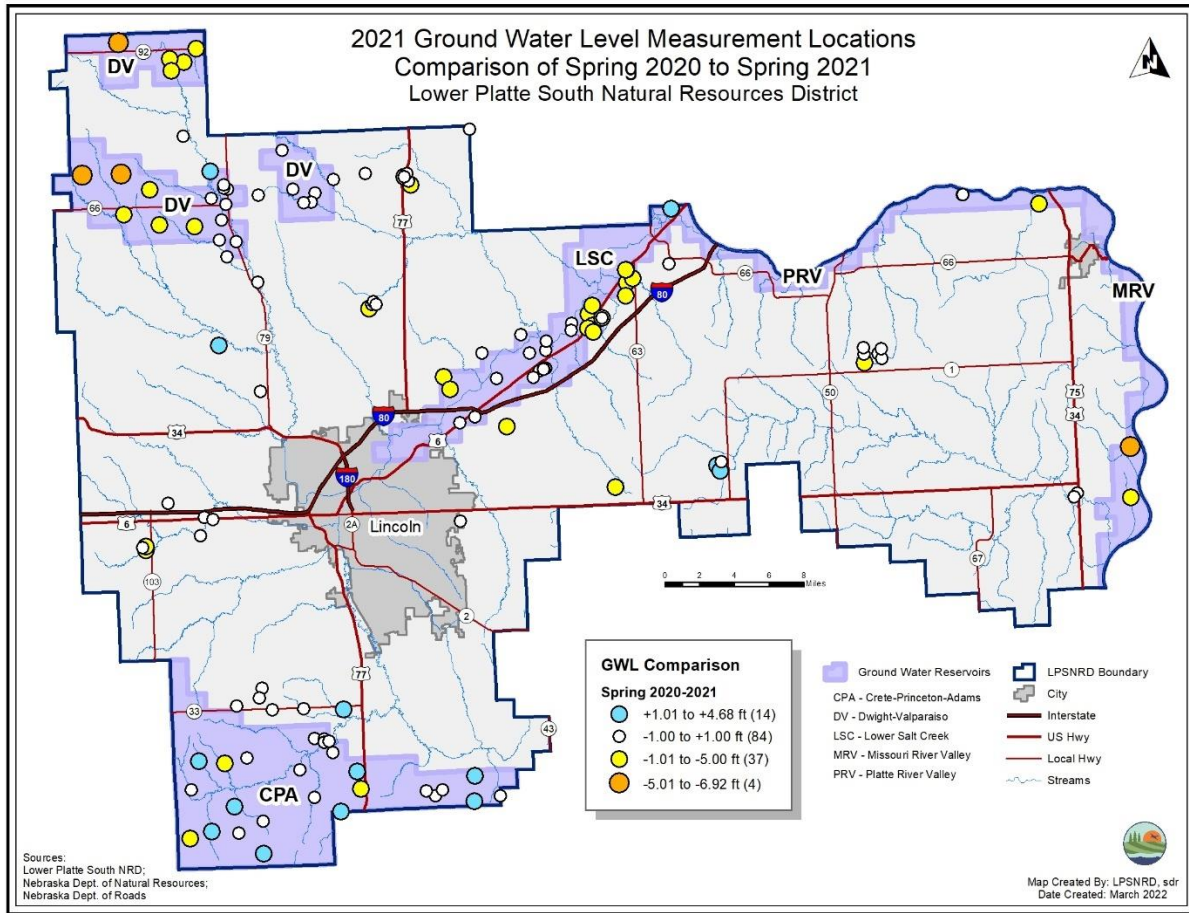 2021 Ground Water Level Measurement Locations
Comparison of Spring 2020 to Spring 2021
Lower Platte South Natural Resources District
N
92
DV
DV
DV
66
77
LSC
66
PRV
66
MRV
80
63
79
1
50
75
34
34
80
6
180
34
6
2A
Lincoln
103
67
2
0 2 4 6 8
Miles
77
33
43
CPA
GWL Comparison
Spring 2020-2021
+1.01 to +4.68 ft (14)
-1.00 to +1.00 ft (84)
-1.01 to -5.00 ft (37)
-5.01 to -6.92 ft (4)
Ground Water Reservoirs
CPA - Crete-Princeton-Adams
DV - Dwight-Valparaiso
LSC - Lower Salt Creek
MRV - Missouri River Valley
PRV - Platte River Valley
LPSNRD Boundary
City
Interstate
US Hwy
Local Hwy
Streams
Sources:
Lower Platte South NRD;
Nebraska Dept. of Natural Resources;
Nebraska Dept. of Roads
Map Created By: LPSNRD, sdr
Date Created: March 2022